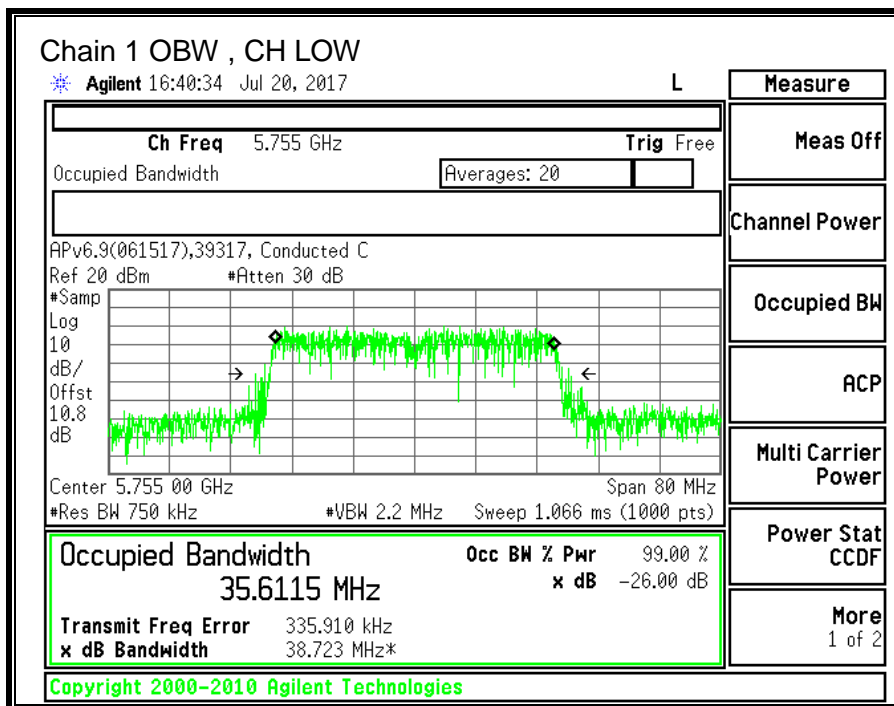 Chain 1 OBW , CH LOW
Agilent 16:40:34 Jul 20, 2017 L
Measure
Ch Freq 5.755 GHz Trig Free
Meas Off
Occupied Bandwidth Averages: 20
Channel Power
APv6.9(061517),39317, Conducted C
Ref 20 dBm #Atten 30 dB
Occupied BW
#Samp
Log
10
dB/
Offst
10.8
dB
ACP
Multi Carrier
Power
Center 5.755 00 GHz Span 80 MHz
#Res BW 750 kHz #VBW 2.2 MHz Sweep 1.066 ms (1000 pts)
Power Stat
CCDF
Occupied Bandwidth Occ BW % Pwr 99.00 %
35.6115 MHz x dB -26.00 dB
Transmit Freq Error 335.910 kHz
x dB Bandwidth 38.723 MHz*
More
1 of 2
Copyright 2000-2010 Agilent Technologies